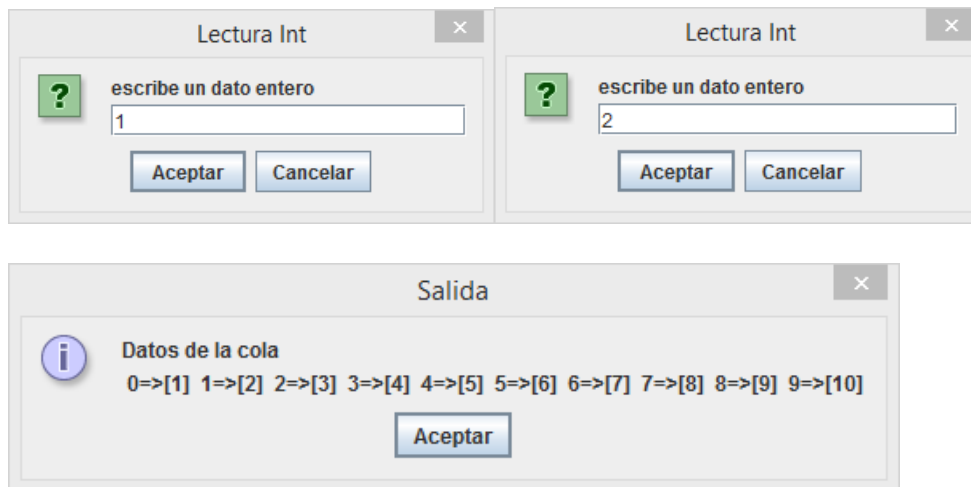 Lectura Int
escribe un dato entero
1
Aceptar Cancelar
Lectura Int
escribe un dato entero
2
Aceptar Cancelar
Salida
Datos de la cola
0=>[1] 1=>[2] 2=>[3] 3=>[4] 4=>[5] 5=>[6] 6=>[7] 7=>[8] 8=>[9] 9=>[10]
Aceptar